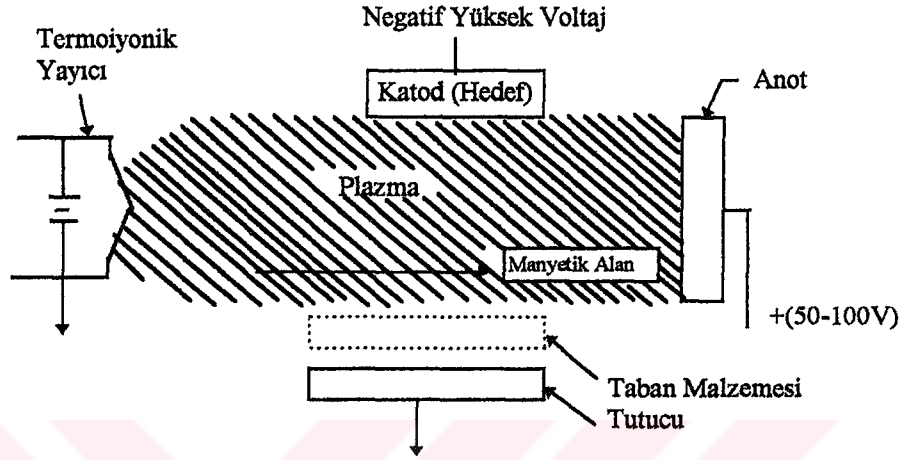 Negatif Yüksek Voltaj
Termoiyonik
Yayıcı
Katod (Hedef)
Anot
Plazma
Manyetik Alan
+(50-100V)
Taban Malzemesi
Tutucu